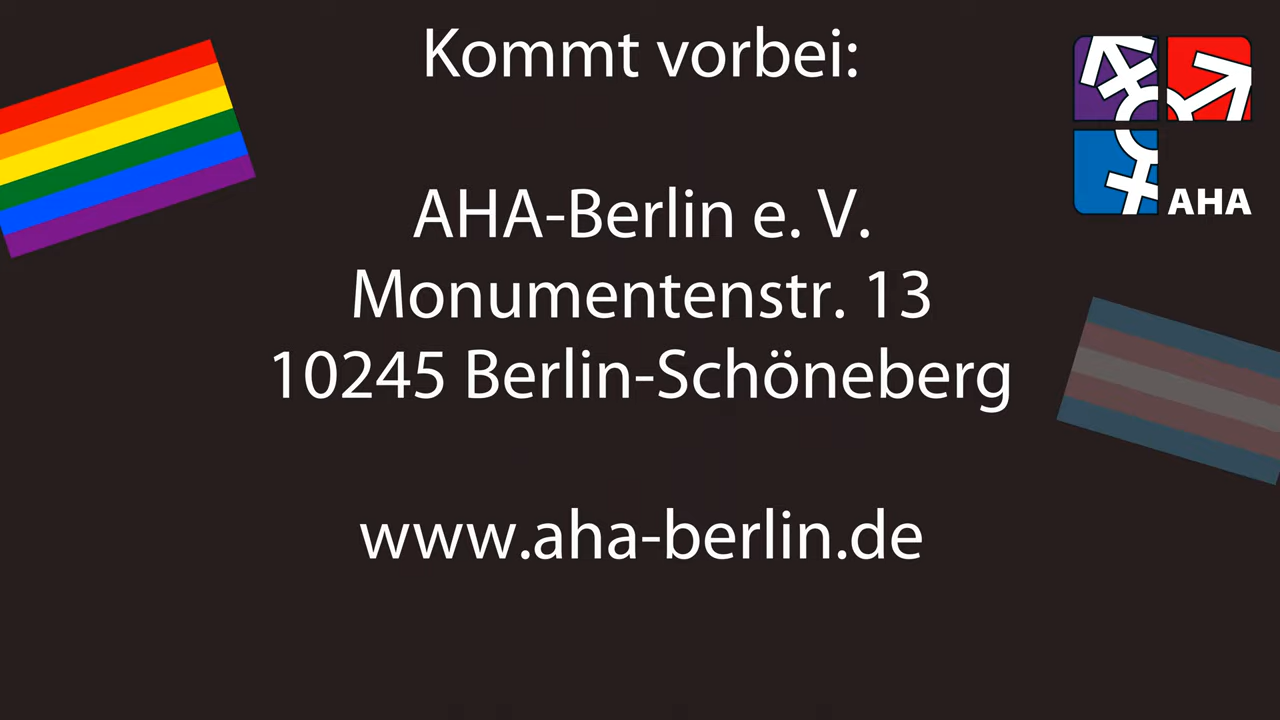 Kommt vorbei:
AHA
AHA-Berlin e. V.
Monumentenstr. 13
10245 Berlin-Schöneberg
www.aha-berlin.de